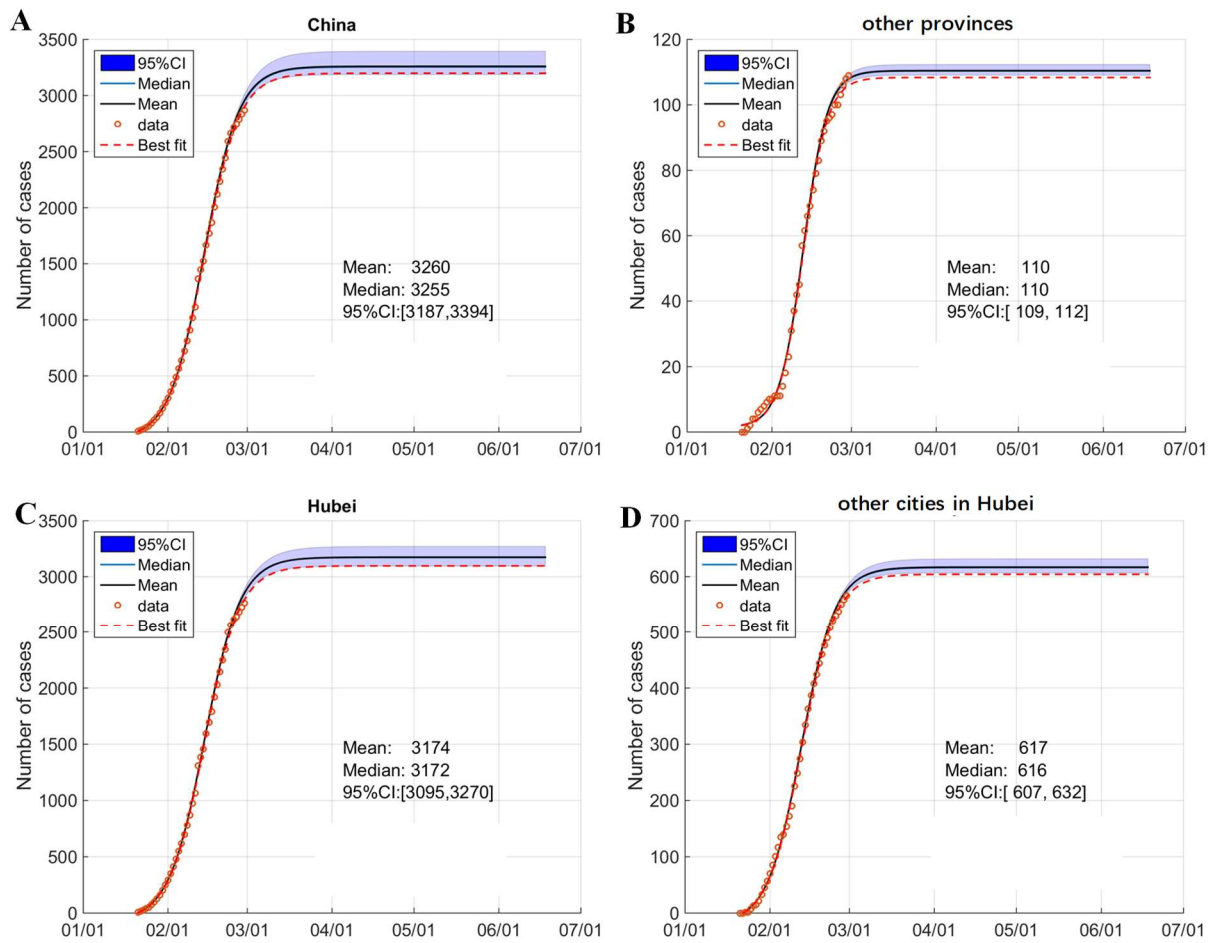 A
China
Number of cases
3500
3000
2500
2000
1500
1000
500
0
95%CI
Median
Mean
data
Best fit
Mean: 3260
Median: 3255
95%CI:[3187,3394]
01/01 02/01 03/01 04/01 05/01 06/01 07/01
B
other provinces
Number of cases
120
100
80
60
40
20
0
95%CI
Median
Mean
data
Best fit
Mean: 110
Median: 110
95%CI:[ 109, 112]
01/01 02/01 03/01 04/01 05/01 06/01 07/01
C
Hubei
Number of cases
3500
3000
2500
2000
1500
1000
500
0
95%CI
Median
Mean
data
Best fit
Mean: 3174
Median: 3172
95%CI:[3095,3270]
01/01 02/01 03/01 04/01 05/01 06/01 07/01
D
other cities in Hubei
Number of cases
700
600
500
400
300
200
100
0
95%CI
Median
Mean
data
Best fit
Mean: 617
Median: 616
95%CI:[ 607, 632]
01/01 02/01 03/01 04/01 05/01 06/01 07/01